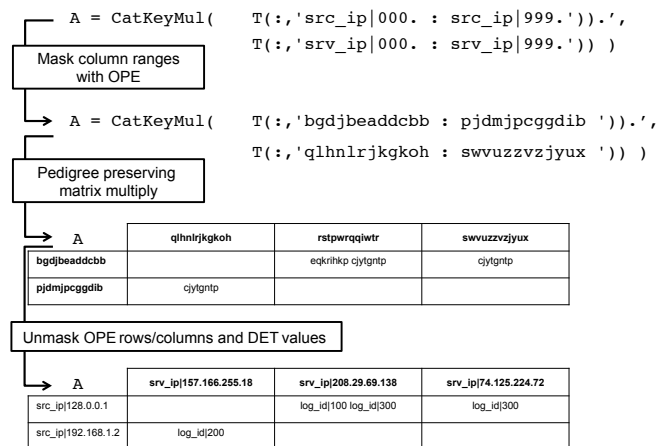 A = CatKeyMul( T(:,'src_ip|000. : src_ip|999.')).’,
T(:,'srv_ip|000. : srv_ip|999.')) )
Mask column ranges
with OPE
A = CatKeyMul( T(:,'bgdjbeaddcbb : pjdmjpcggdib ')).’,
T(:,'qlhnlrjkgkoh : swvuzzvzjyux ')) )
Pedigree preserving
matrix multiply
A qlhnlrjkgkoh rstpwrqqiwtr swvuzzvzjyux
bgdjbeaddcbb eqkrihkp cjytgntp cjytgntp
pjdmjpcggdib cjytgntp
Unmask OPE rows/columns and DET values
A srv_ip|157.166.255.18 srv_ip|208.29.69.138 srv_ip|74.125.224.72
src_ip|128.0.0.1 log_id|100 log_id|300 log_id|300
src_ip|192.168.1.2 log_id|200